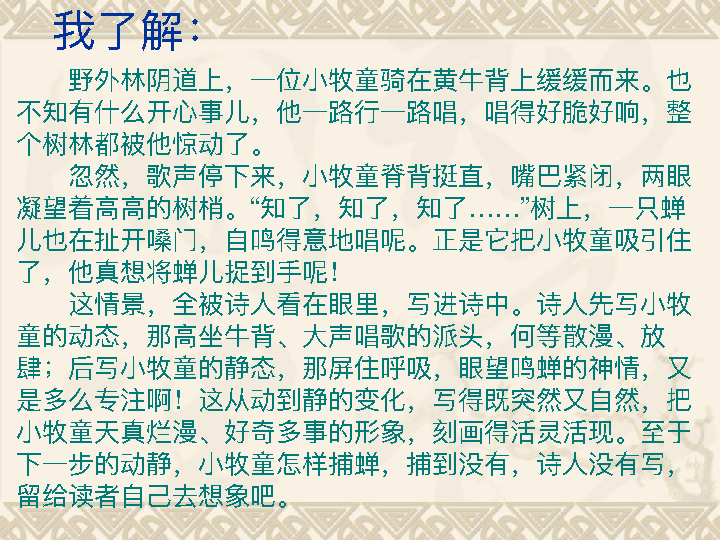 我了解：
野外林阴道上，一位小牧童骑在黄牛背上缓缓而来。也
不知有什么开心事儿，他一路行一路唱，唱得好脆好响，整
个树林都被他惊动了。
忽然，歌声停下来，小牧童脊背挺直，嘴巴紧闭，两眼
凝望着高高的树梢。“知了，知了，知了……”树上，一只蝉
儿也在扯开嗓门，自鸣得意地唱呢。正是它把小牧童吸引住
了，他真想将蝉儿捉到手呢！
这情景，全被诗人看在眼里，写进诗中。诗人先写小牧
童的动态，那高坐牛背、大声唱歌的派头，何等散漫、放
肆；后写小牧童的静态，那屏住呼吸，眼望鸣蝉的神情，又
是多么专注啊！这从动到静的变化，写得既突然又自然，把
小牧童天真烂漫、好奇多事的形象，刻画得活灵活现。至于
下一步的动静，小牧童怎样捕蝉，捕到没有，诗人没有写，
留给读者自己去想象吧。